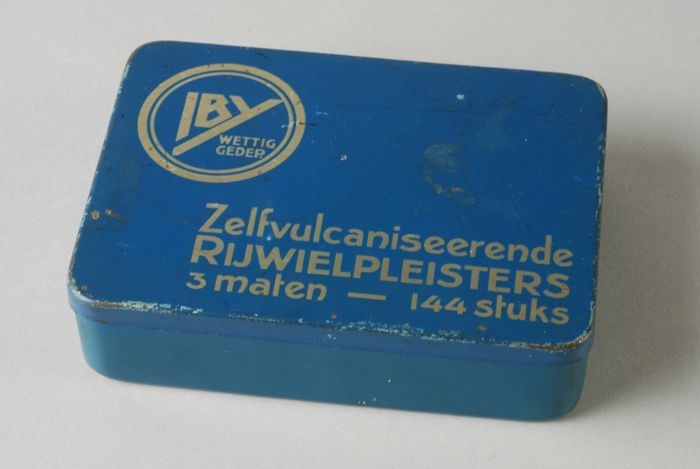 IBY
WETTIG
GEDEP.
Zelfvulcaniseerende
RIJWIELPLEISTERS
3 maten — 144 stuks